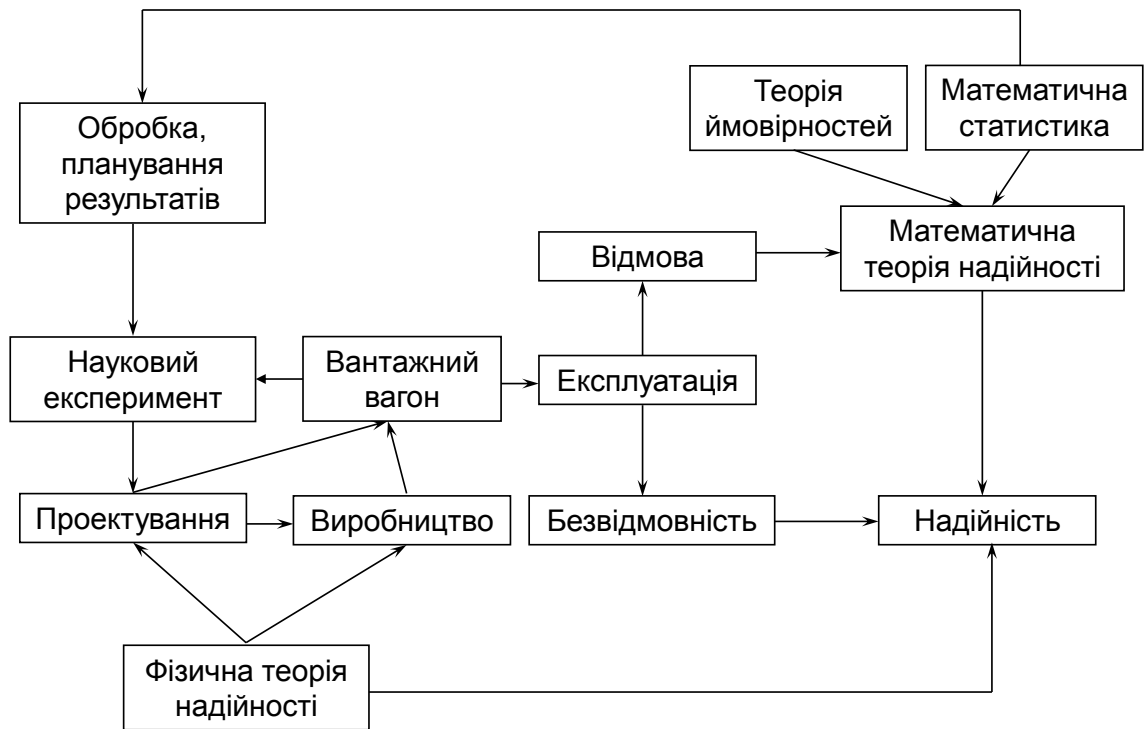 Теорія
ймовірностей
Математична
статистика
Обробка,
планування
результатів
Математична
теорія надійності
Відмова
Науковий
експеримент
Вантажний
вагон
Експлуатація
Проектування
Виробництво
Безвідмовність
Надійність
Фізична теорія
надійності